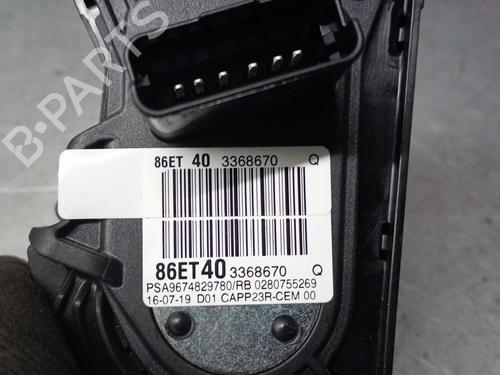 B-PARTS
86ET 40 3368670 Q
86ET40 3368670 Q
PSA9674829780/RB 0280755269
16-07-19 D01 CAPP23R-CEM 00